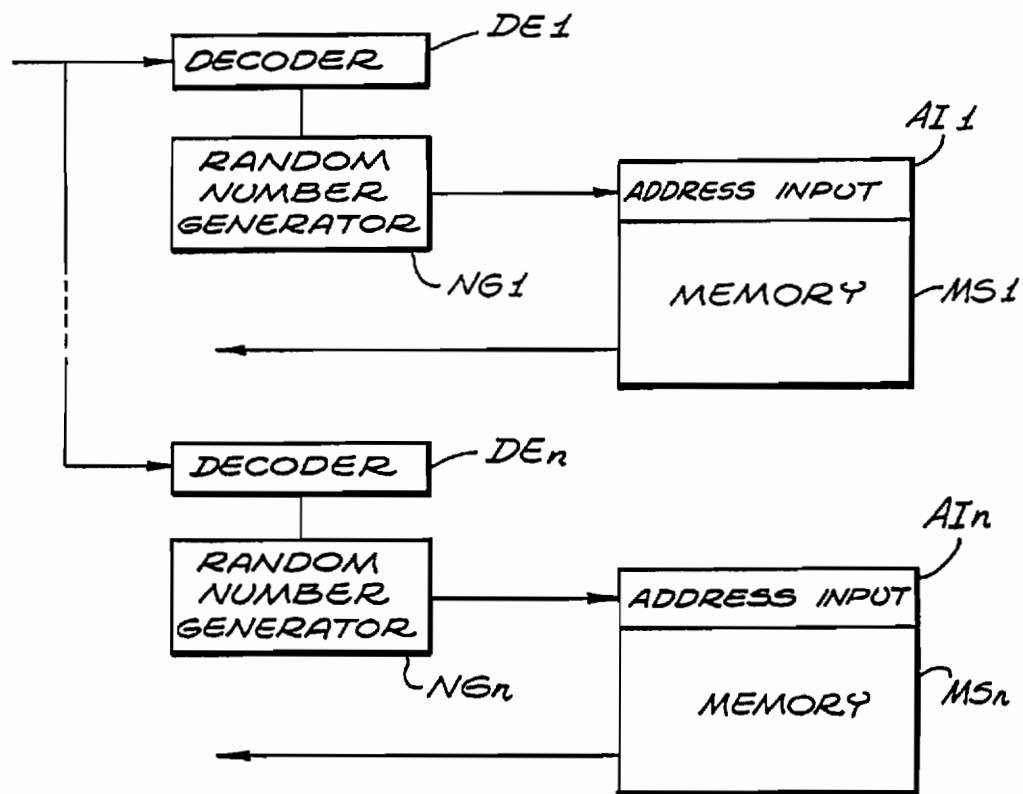 DE1
DECODER
AI1
RANDOM
NUMBER
GENERATOR
ADDRESS INPUT
NG1
MEMORY
MS1
DECODER
DEn
AIn
RANDOM
NUMBER
GENERATOR
ADDRESS INPUT
NGn
MEMORY
MSn